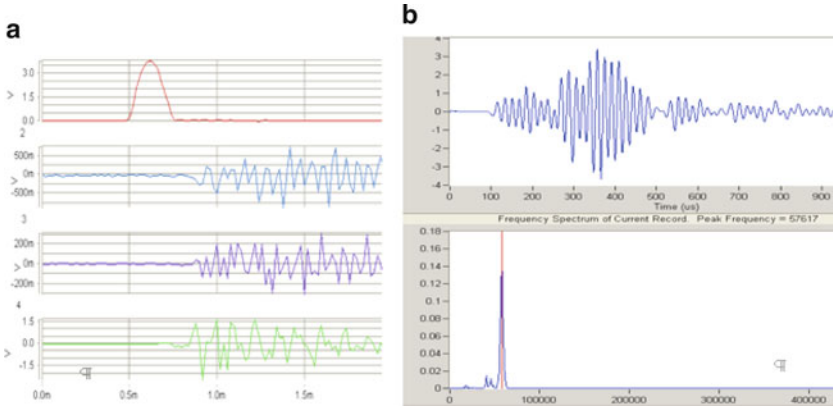 a
V
3.0
1.5
0.0
2
V
500m
0m
-500m
3
V
200m
0m
-200m
4
V
1.5
-1.5
0.0m 0.5m 1.0m 1.5m
b
4
3
2
1
0
-1
-2
-3
-4
0 100 200 300 400 500 600 700 800 900
Time (us)
Frequency Spectrum of Current Record. Peak Frequency = 57617
0.18
0.16
0.14
0.12
0.1
0.08
0.06
0.04
0.02
0
0 100000 200000 300000 400000